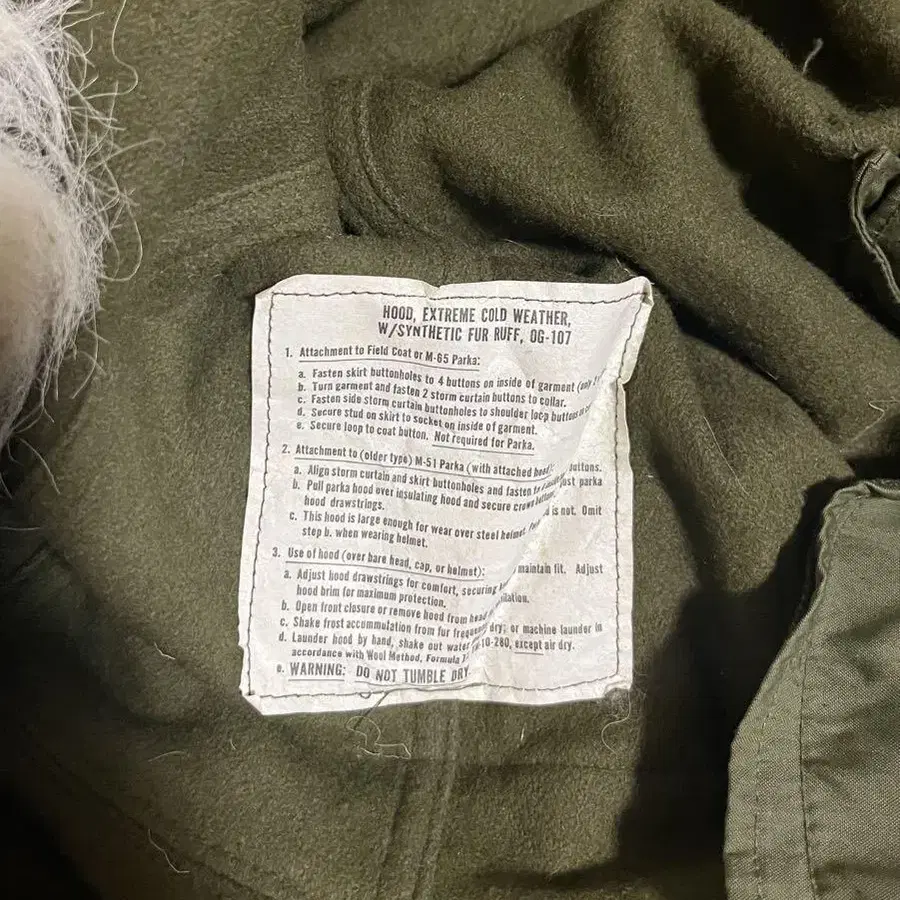 HOOD, EXTREME COLD WEATHER,
W/SYNTHETIC FUR RUFF, OG-107
1. Attachment to Field Coat or M-65 Parka:
a. Fasten skirt buttonholes to 4 buttons on inside of garment (only
b. Turn garment and fasten 2 storm curtain buttons to collar.
c. Fasten side storm curtain buttonholes to shoulder loop buttons
d. Secure stud on skirt to socket on inside of garment.
e. Secure loop to coat button. Not required for Parka.
2. Attachment to (older type) M-51 Parka (with attached hood):
a. Align storm curtain and skirt buttonholes and fasten to buttons.
b. Pull parka hood over insulating hood and secure crown parka
hood drawstrings.
c. This hood is large enough for wear over steel helmet. is not. Omit
step b. when wearing helmet.
3. Use of hood (over bare head, cap, or helmet):
a. Adjust hood drawstrings for comfort, securing maintain fit. Adjust
hood brim for maximum protection.
b. Open front closure or remove hood from head
c. Shake frost accummulation from fur
d. Launder hood by hand, shake out water dry; or machine launder in
accordance with Wool Method, Formula 10-280, except air dry.
e. WARNING: DO NOT TUMBLE DRY